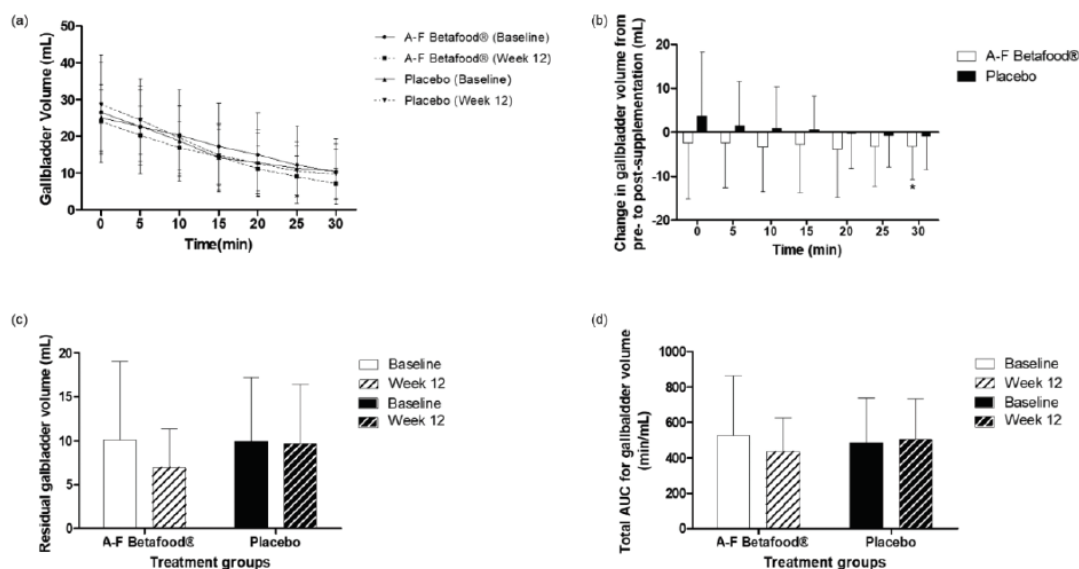 (a)
Gallbladder Volume (mL)
50
40
30
20
10
0
0 5 10 15 20 25 30
Time(min)
A-F Betafood® (Baseline)
A-F Betafood® (Week 12)
Placebo (Baseline)
Placebo (Week 12)
* *
(b)
Change in gallbladder volume from
pre- to post-supplementation (mL)
20
10
0
-10
-20
*
0 5 10 15 20 25 30
Time (min)
A-F Betafood®
Placebo
(c)
Residual gallbladder volume (mL)
20
15
10
5
0
A-F Betafood® Placebo
Treatment groups
Baseline
Week 12
Baseline
Week 12
(d)
Total AUC for gallbaldder volume
(min/mL)
1000
800
600
400
200
0
A-F Betafood® Placebo
Treatment groups
Baseline
Week 12
Baseline
Week 12